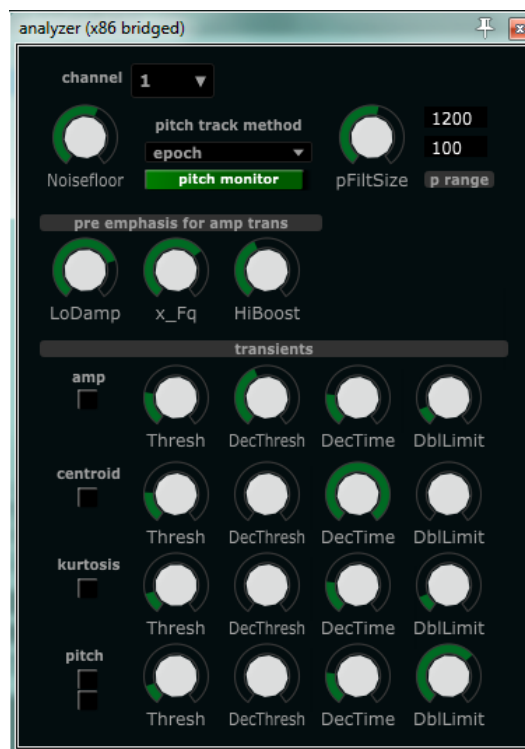 analyzer (x86 bridged)
x
channel 1
pitch track method
epoch
pitch monitor
Noisefloor
pFiltSize
1200
100
p range
pre emphasis for amp trans
LoDamp x_Fq HiBoost
transients
amp
Thresh DecThresh DecTime DblLimit
centroid
Thresh DecThresh DecTime DblLimit
kurtosis
Thresh DecThresh DecTime DblLimit
pitch
Thresh DecThresh DecTime DblLimit